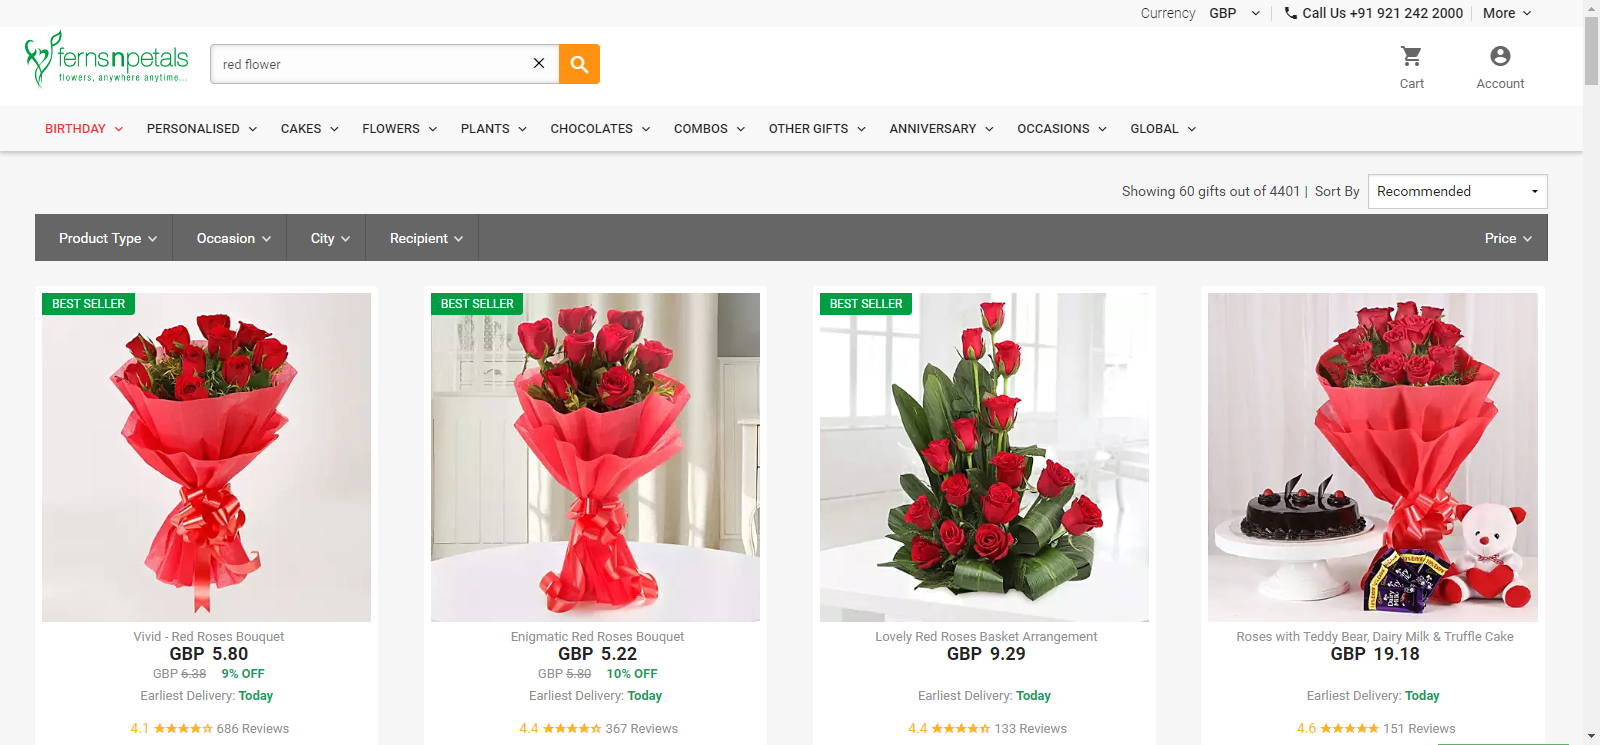 Currency GBP Call Us +91 921 242 2000 More
fernsnpetals
flowers, anywhere anytime...
red flower
Cart Account
BIRTHDAY PERSONALISED CAKES FLOWERS PLANTS CHOCOLATES COMBOS OTHER GIFTS ANNIVERSARY OCCASIONS GLOBAL
Showing 60 gifts out of 4401 | Sort By Recommended
Product Type Occasion City Recipient Price
BEST SELLER BEST SELLER BEST SELLER
Vivid - Red Roses Bouquet Enigmatic Red Roses Bouquet Lovely Red Roses Basket Arrangement Roses with Teddy Bear, Dairy Milk & Truffle Cake
GBP 5.80 GBP 5.22 GBP 9.29 GBP 19.18
GBP 6.38 9% OFF GBP 5.80 10% OFF
Earliest Delivery: Today Earliest Delivery: Today Earliest Delivery: Today Earliest Delivery: Today
4.1 686 Reviews 4.4 367 Reviews 4.4 133 Reviews 4.6 151 Reviews